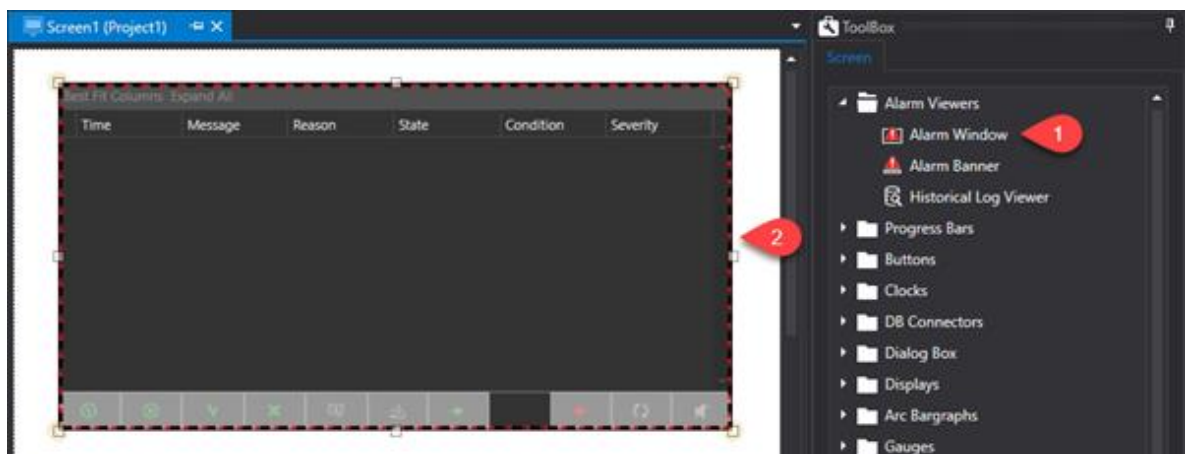 Screen1 (Project1)
Best Fit Columns Expand All
Time Message Reason State Condition Severity
2
ToolBox
Screen
Alarm Viewers
Alarm Window 1
Alarm Banner
Historical Log Viewer
Progress Bars
Buttons
Clocks
DB Connectors
Dialog Box
Displays
Arc Bargraphs
Gauges